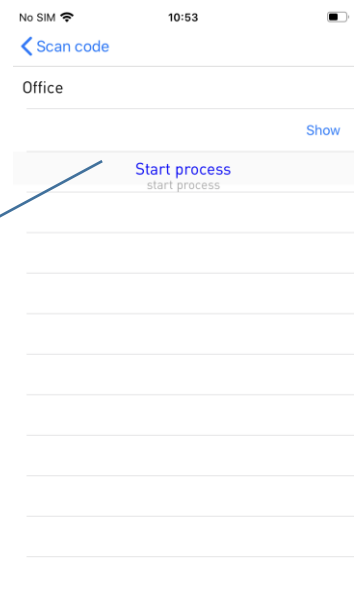 No SIM 10:53
Scan code
Office
Show
Start process
start process